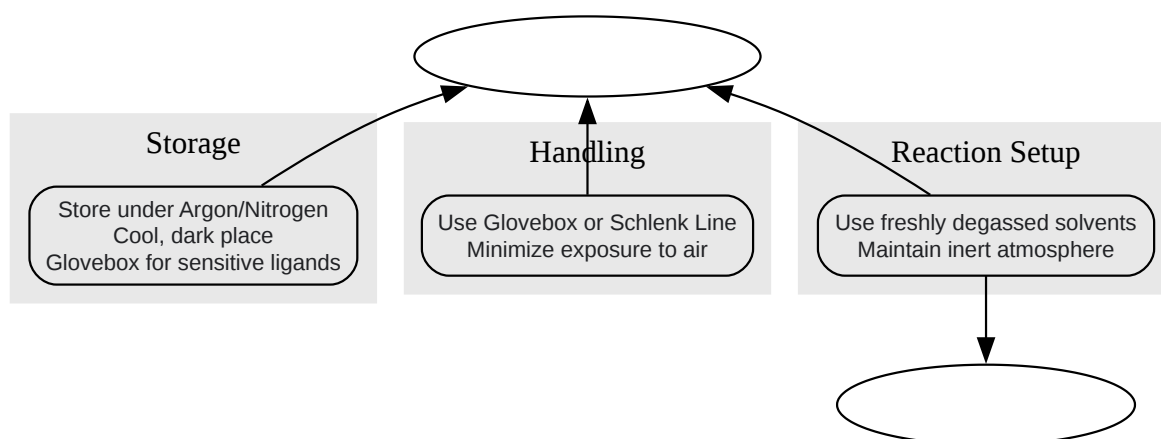 Storage
Store under Argon/Nitrogen
Cool, dark place
Glovebox for sensitive ligands
Handling
Use Glovebox or Schlenk Line
Minimize exposure to air
Reaction Setup
Use freshly degassed solvents
Maintain inert atmosphere